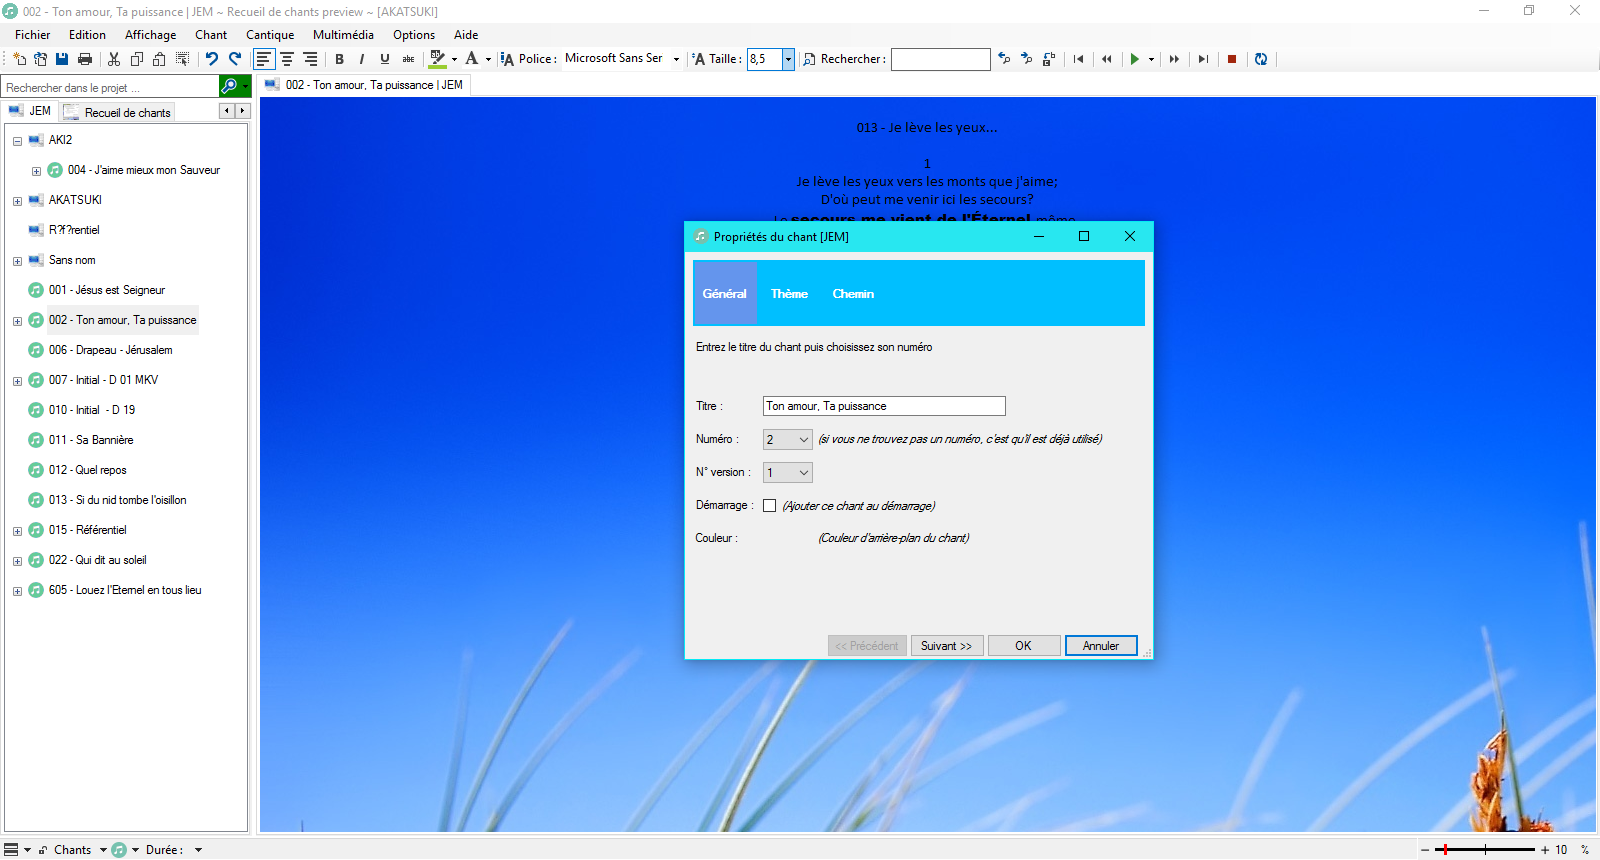 002 - Ton amour, Ta puissance | JEM ~ Recueil de chants preview ~ [AKATSUKI]
Fichier Edition Affichage Chant Cantique Multimédia Options Aide
B I U abc A Police : Microsoft Sans Ser Taille : 8,5 Rechercher :
Rechercher dans le projet ...
002 - Ton amour, Ta puissance | JEM
JEM Recueil de chants
AKI2
004 - J'aime mieux mon Sauveur
AKATSUKI
R?f?rentiel
Sans nom
001 - Jésus est Seigneur
002 - Ton amour, Ta puissance
006 - Drapeau - Jérusalem
007 - Initial - D 01 MKV
010 - Initial - D 19
011 - Sa Bannière
012 - Quel repos
013 - Si du nid tombe l'oisillon
015 - Référentiel
022 - Qui dit au soleil
605 - Louez l'Eternel en tous lieu
013 - Je lève les yeux...
1
Je lève les yeux vers les monts que j'aime;
D'où peut me venir ici les secours?
Le secours me vient de l'Éternel même
Propriétés du chant [JEM]
Général Thème Chemin
Entrez le titre du chant puis choisissez son numéro
Titre : Ton amour, Ta puissance
Numéro : 2 (si vous ne trouvez pas un numéro, c'est qu'il est déjà utilisé)
N° version : 1
Démarrage : (Ajouter ce chant au démarrage)
Couleur : (Couleur d'arrière-plan du chant)
<< Précédent Suivant >> OK Annuler
Chants Durée : 10 %